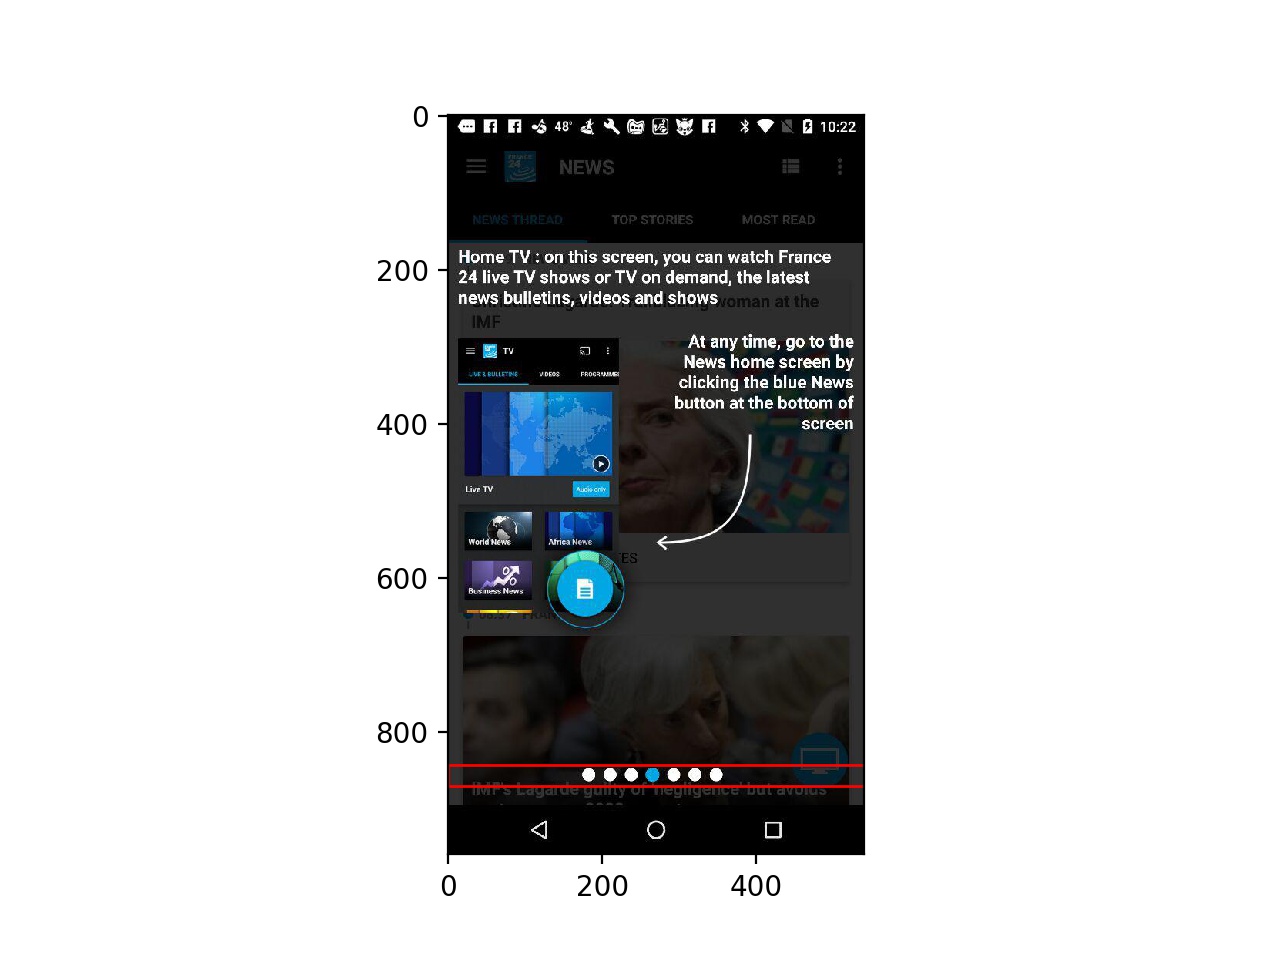 0
200
400
600
800
0
200
400
48°
10:22
FRANCE
24
NEWS
NEWS THREAD
TOP STORIES
MOST READ
Home TV : on this screen, you can watch France
24 live TV shows or TV on demand, the latest
news bulletins, videos and shows
woman at the
IMF
At any time, go to the
News home screen by
clicking the blue News
button at the bottom of
screen
TV
LIVE & BULLETINS
VIDEOS
PROGRAMMES
Live TV
Audio only
World News
Africa News
Business News
TES
IMF's Lagarde guilty of 'negligence' but avoids